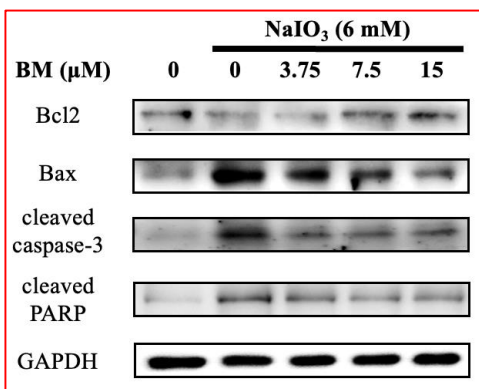 NaIO₃ (6 mM)
BM (μM) 0 0 3.75 7.5 15
Bcl2
Bax
cleaved
caspase-3
cleaved
PARP
GAPDH